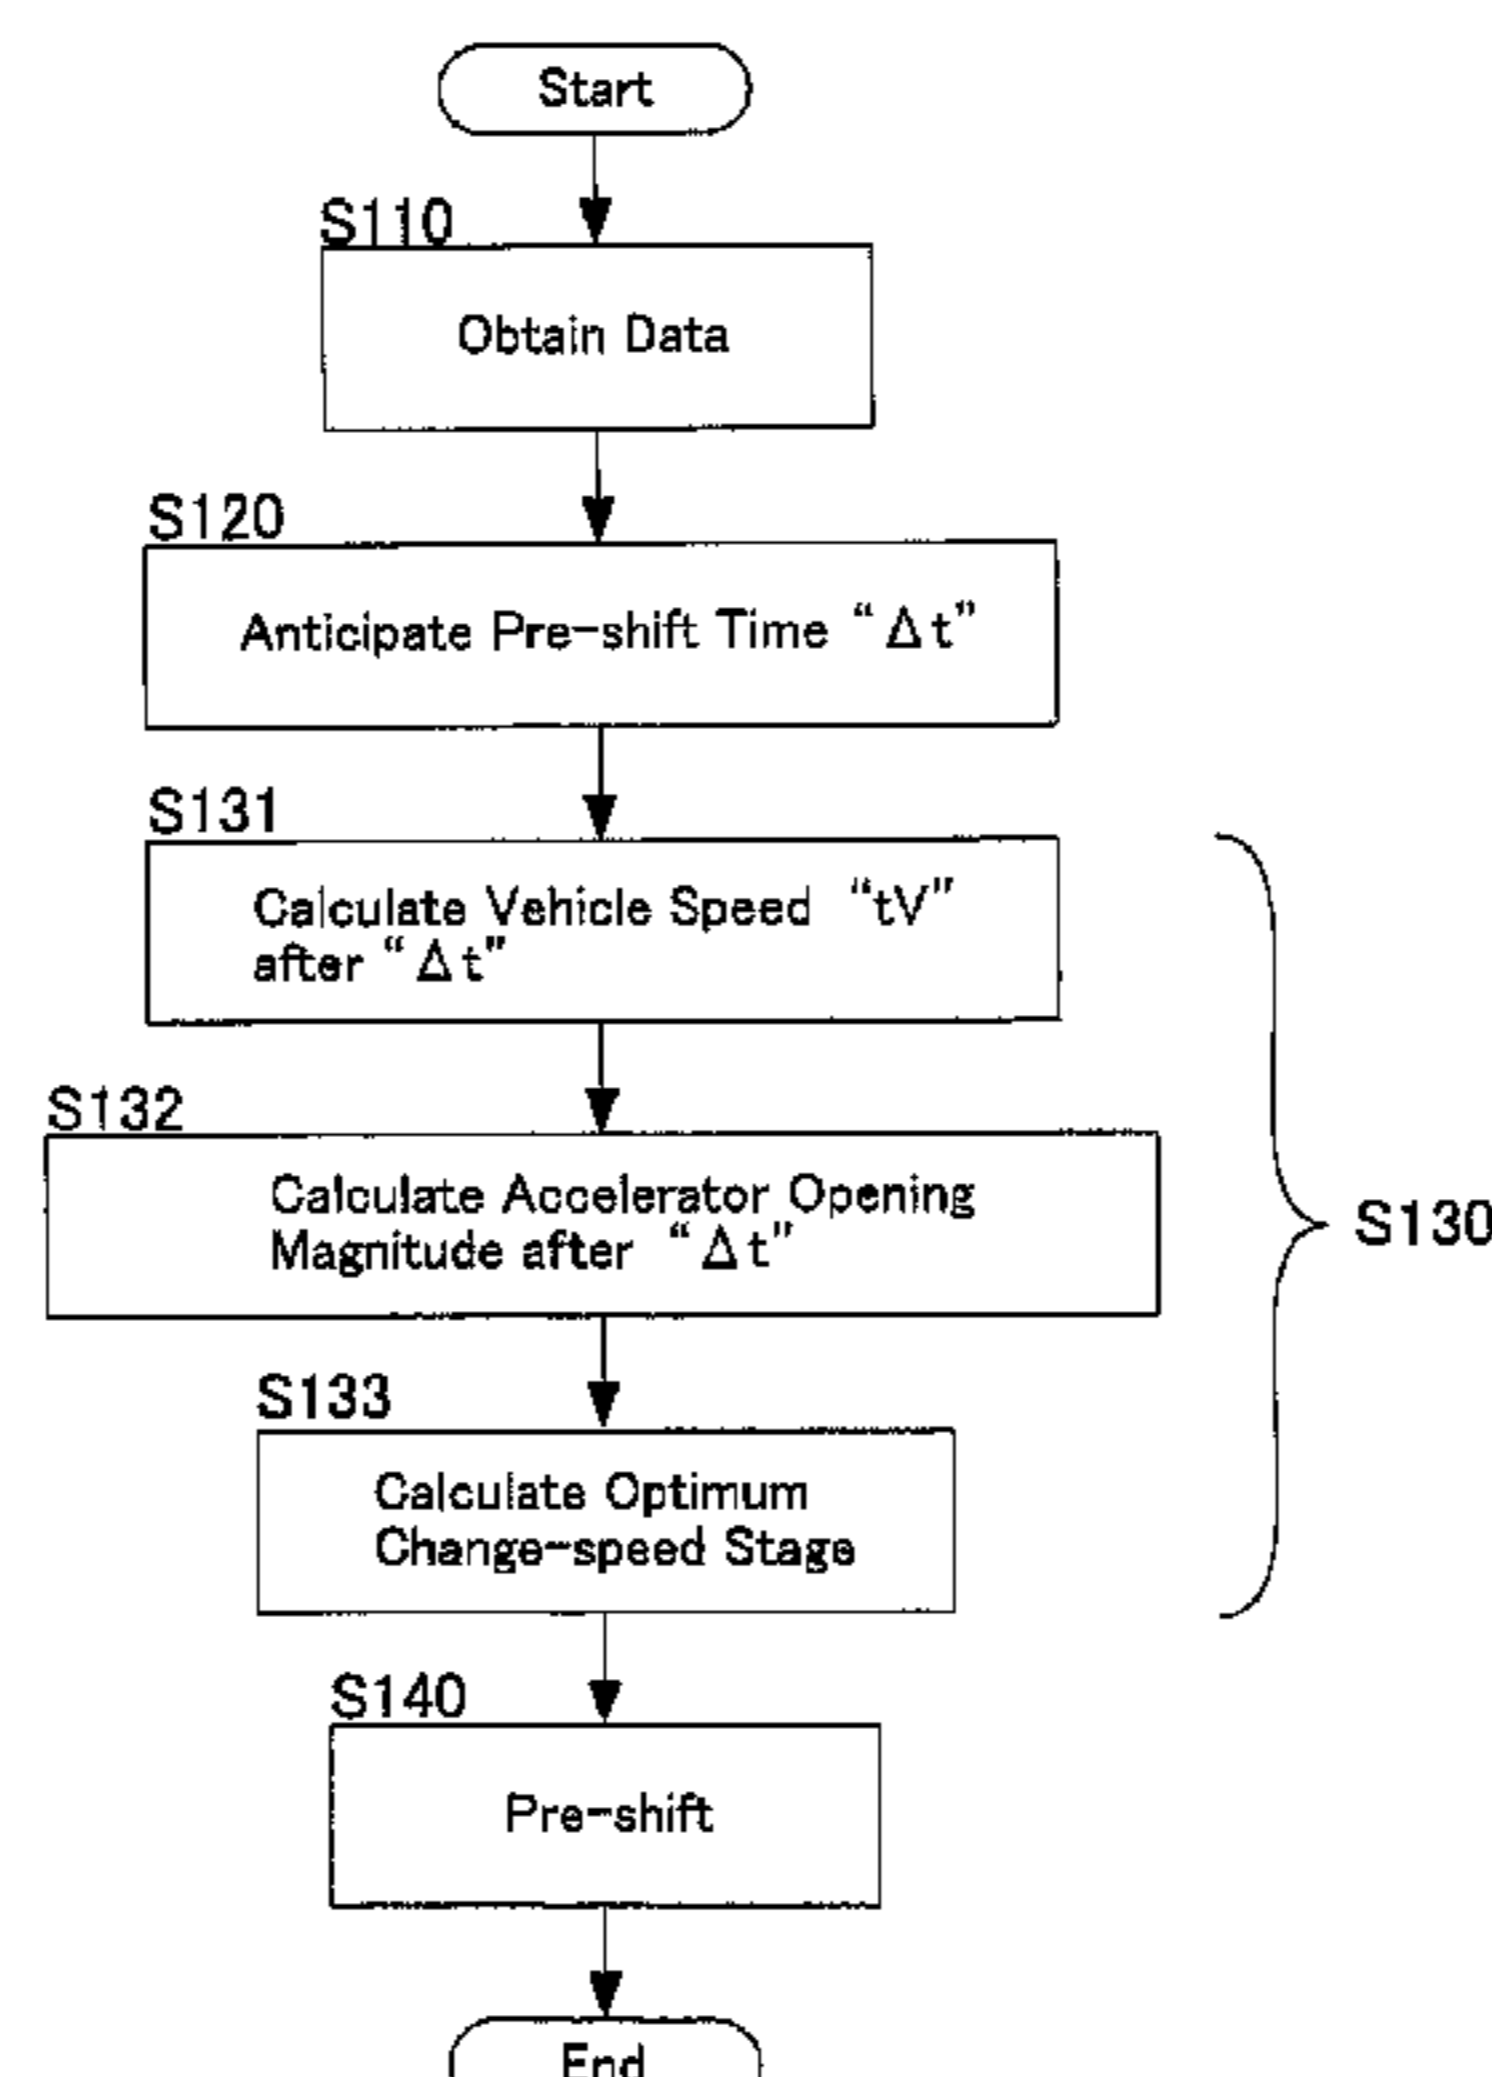 Start
S110
Obtain Data
S120
Anticipate Pre-shift Time “Δt”
S131
Calculate Vehicle Speed “tV”
after “Δt”
S132
Calculate Accelerator Opening
Magnitude after “Δt”
S130
S133
Calculate Optimum
Change-speed Stage
S140
Pre-shift
End